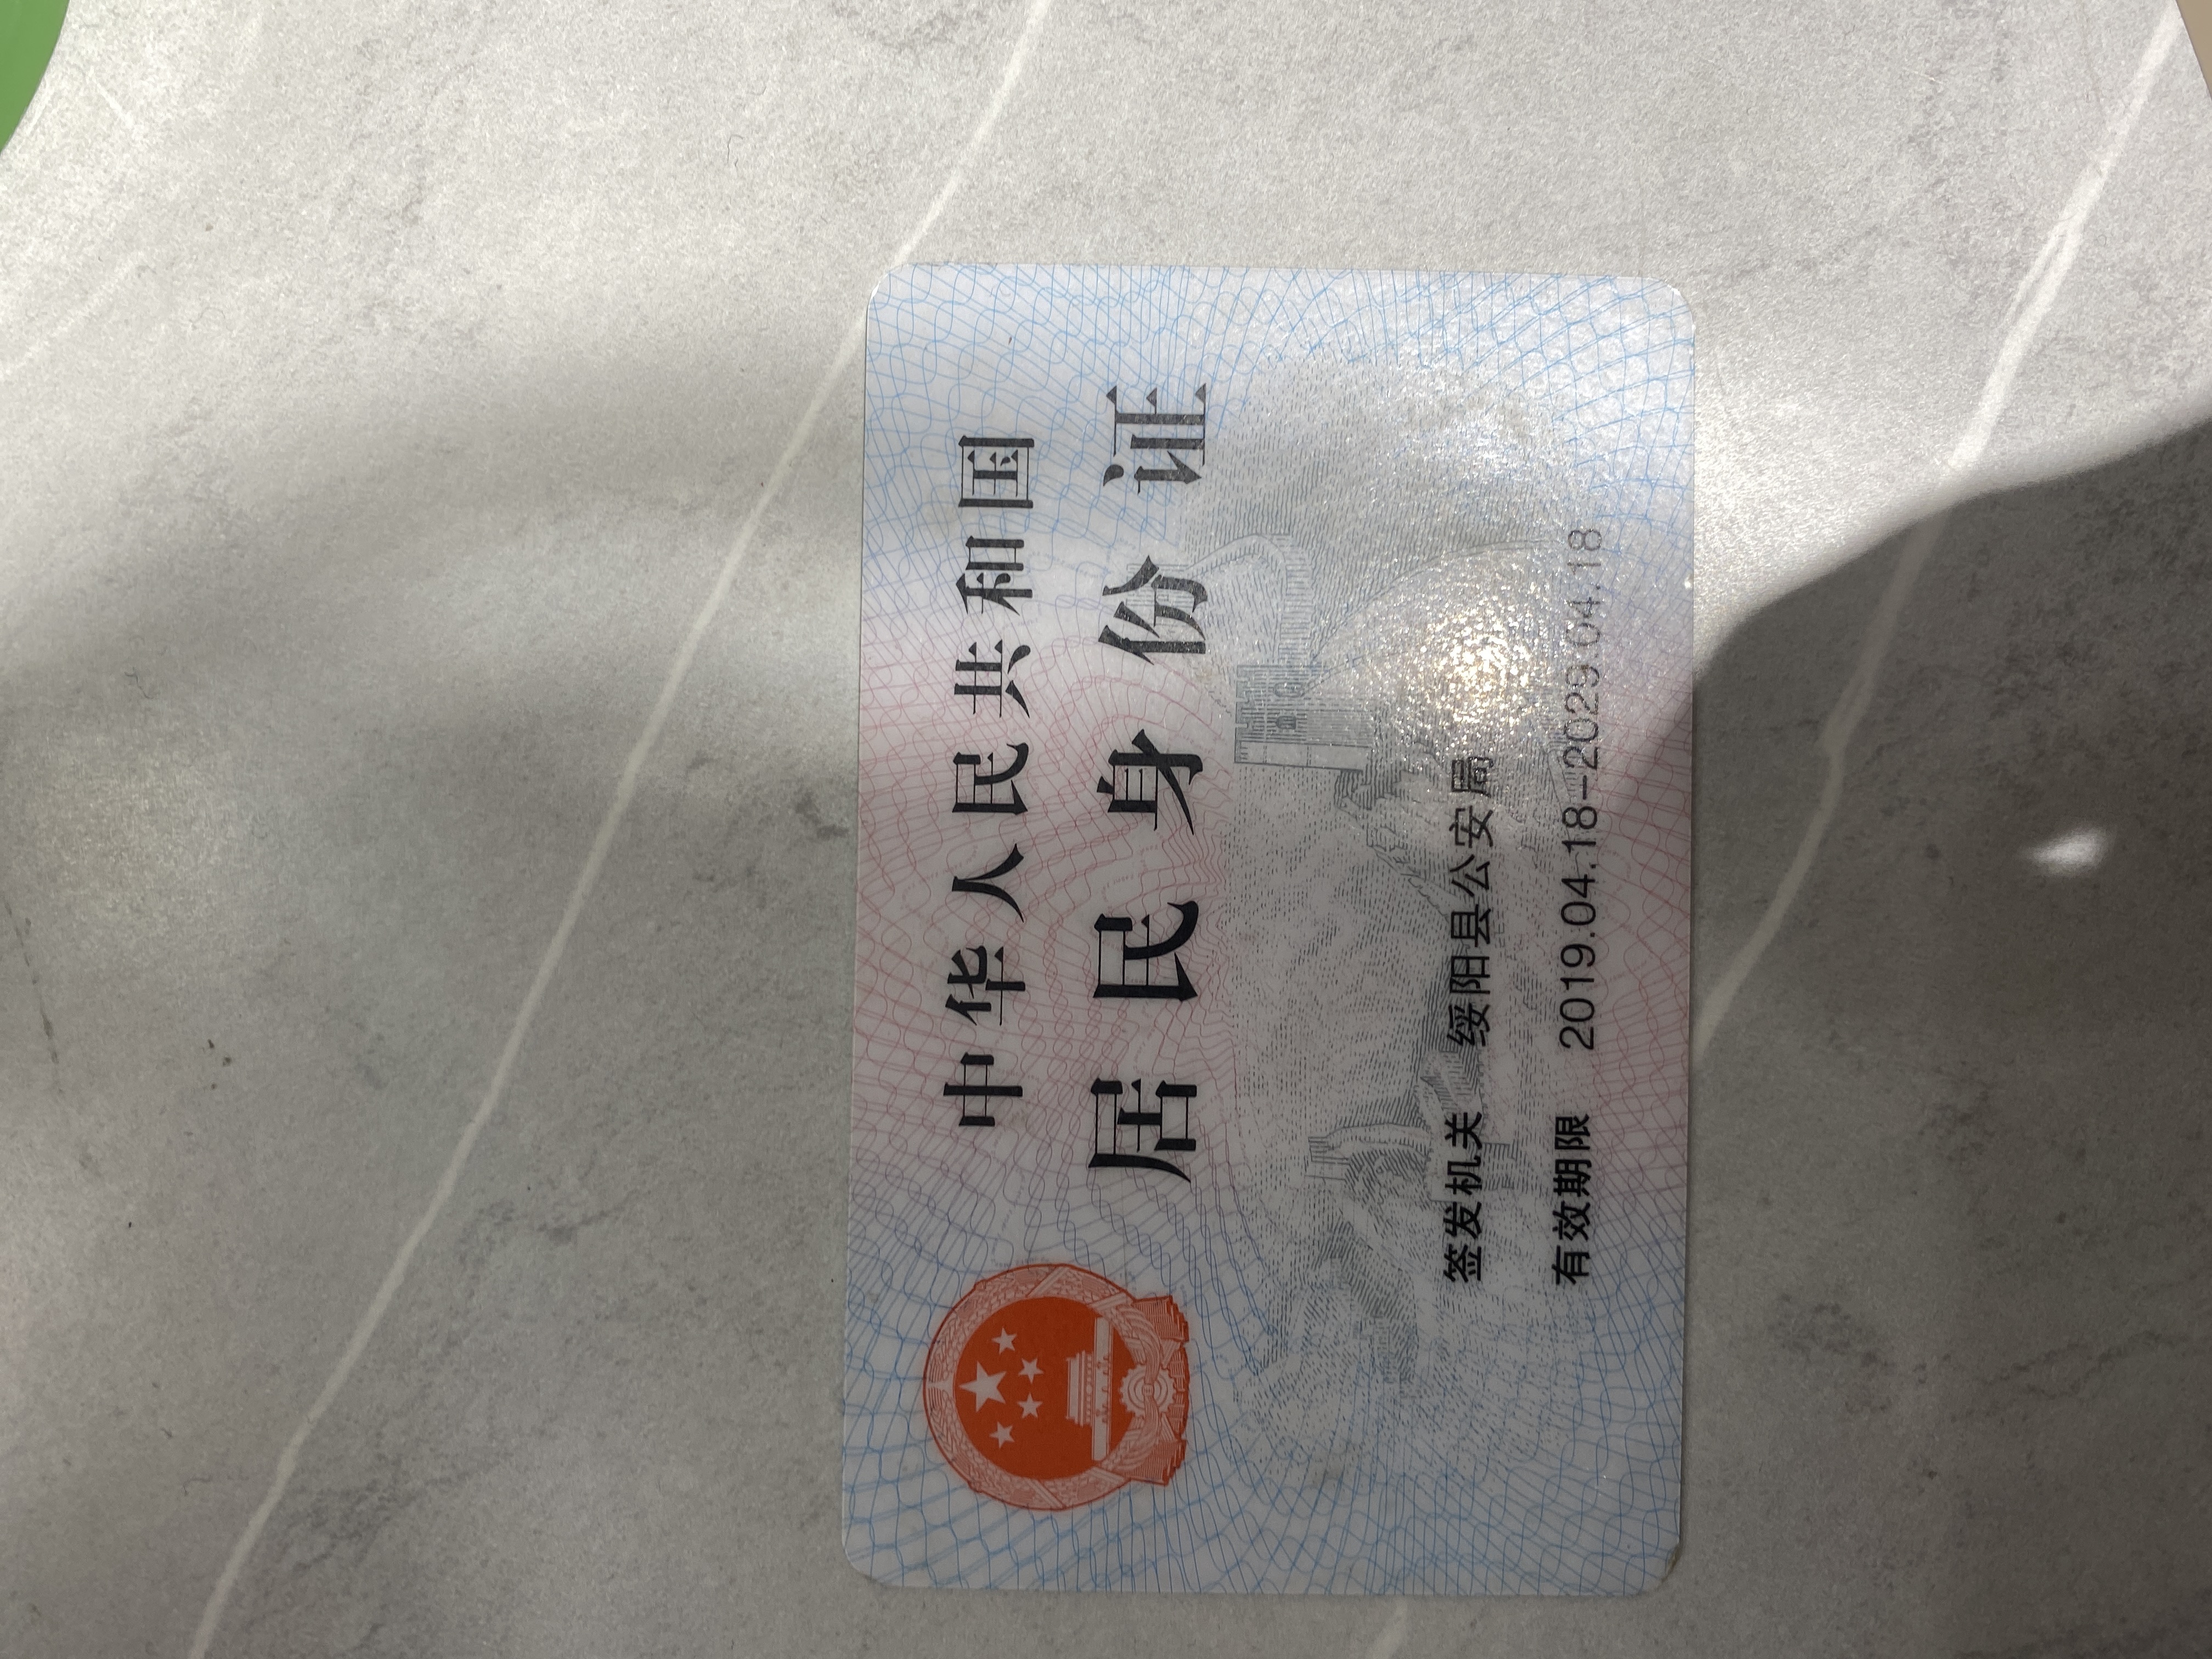 中华人民共和国
居民身份证
签发机关 绥阳县公安局
有效期限 2019.04.18-2029.04.18